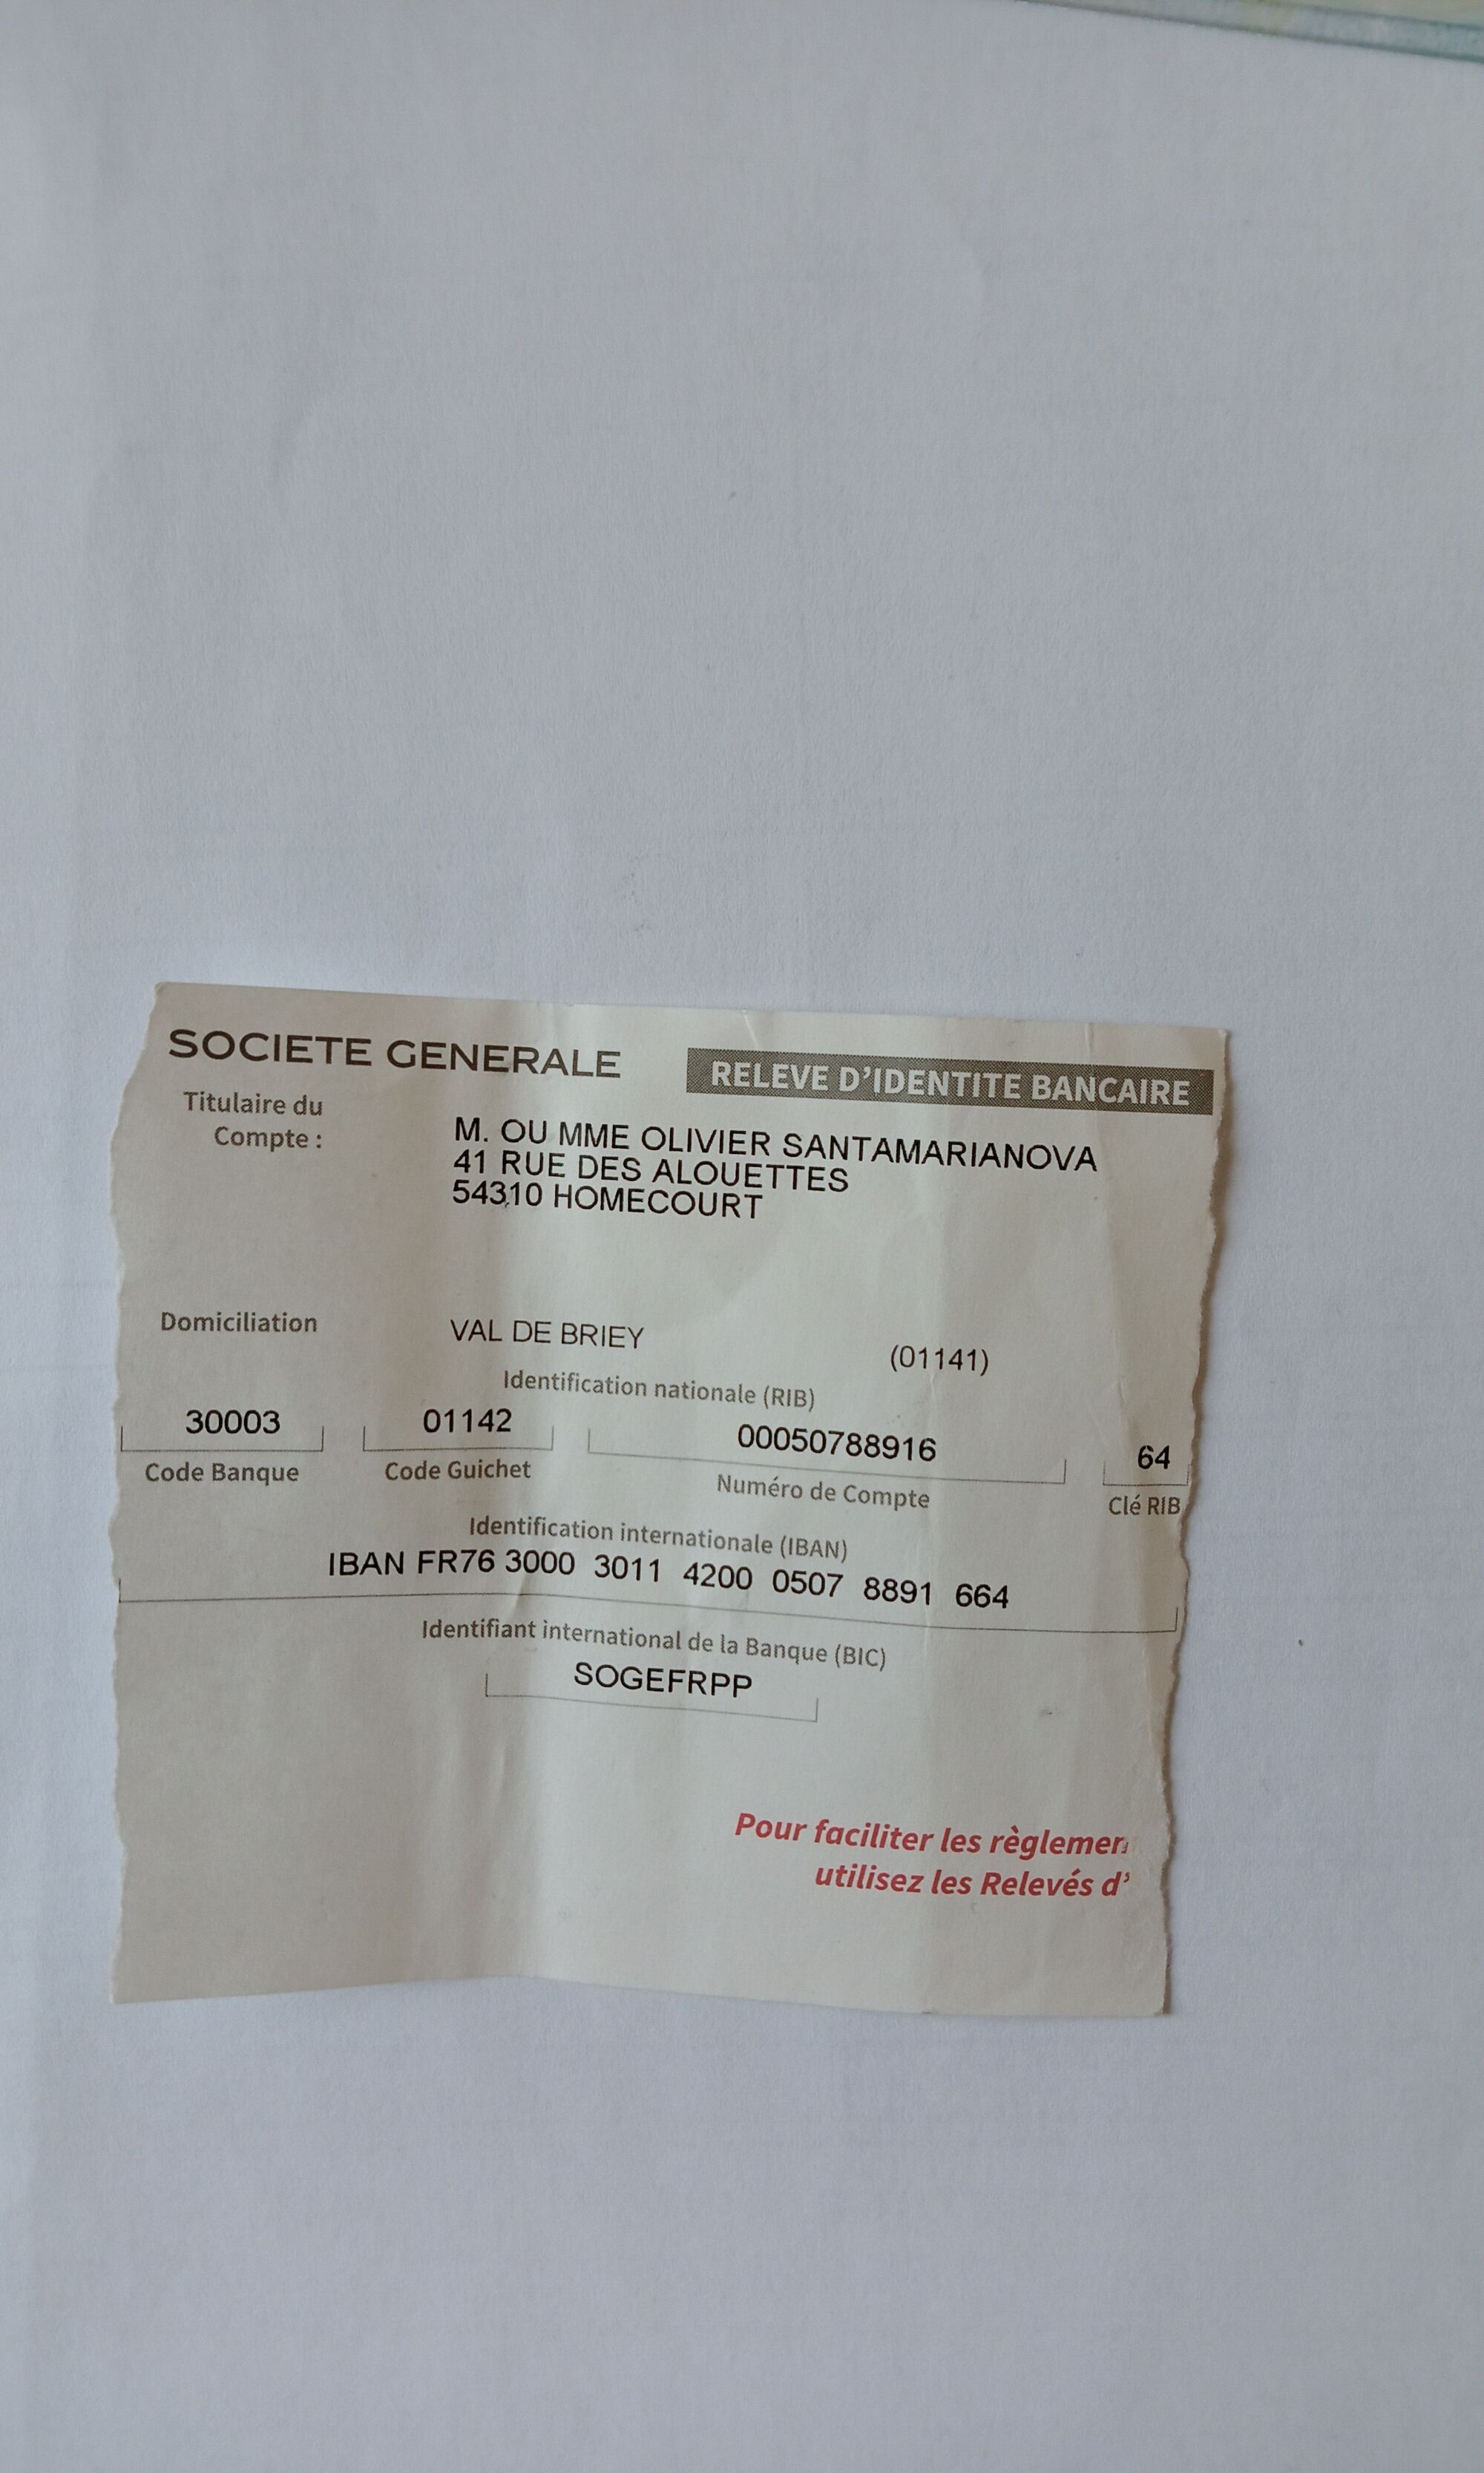 SOCIETE GENERALE
RELEVE D'IDENTITE BANCAIRE
Titulaire du
Compte :
M. OU MME OLIVIER SANTAMARIANOVA
41 RUE DES ALOUETTES
54310 HOMECOURT
Domiciliation
VAL DE BRIEY
(01141)
Identification nationale (RIB)
30003 01142 00050788916 64
Code Banque Code Guichet Numéro de Compte Clé RIB
Identification internationale (IBAN)
IBAN FR76 3000 3011 4200 0507 8891 664
Identifiant international de la Banque (BIC)
SOGEFRPP
Pour faciliter les règlemen
utilisez les Relevés d'